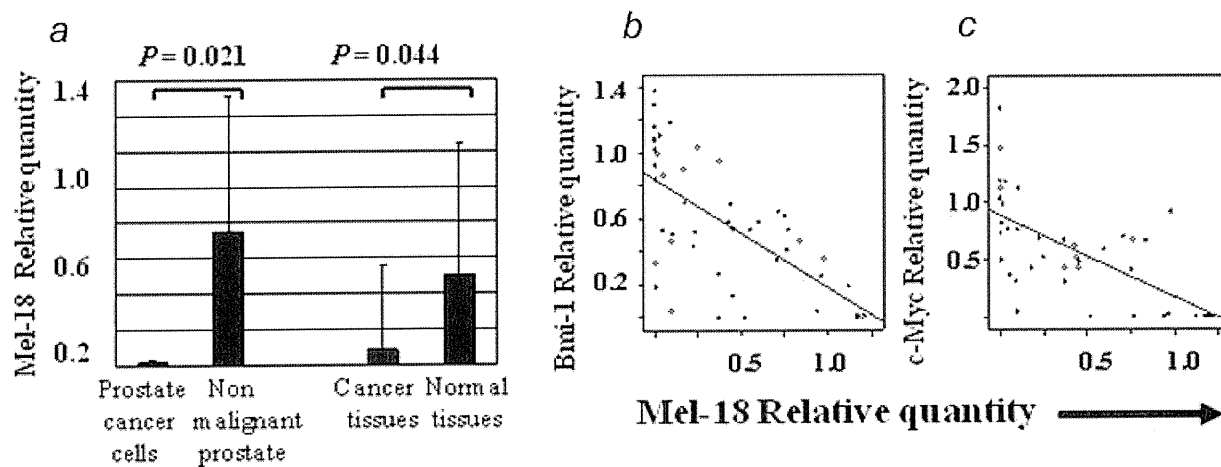 a
P = 0.021 P = 0.044
Mel-18 Relative quantity
1.4
1.0
0.6
0.2
Prostate cancer cells
Non malignant prostate
Cancer tissues
Normal tissues
b
Bmi-1 Relative quantity
1.4
1.0
0.6
0.2
0.5 1.0
c
c-Myc Relative quantity
2.0
1.5
1.0
0.5
0.5 1.0
Mel-18 Relative quantity